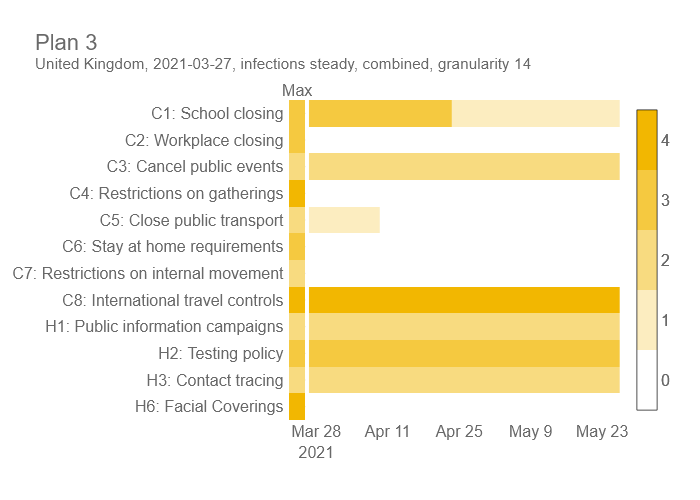 Plan 3
United Kingdom, 2021-03-27, infections steady, combined, granularity 14
Max
C1: School closing
C2: Workplace closing
C3: Cancel public events
C4: Restrictions on gatherings
C5: Close public transport
C6: Stay at home requirements
C7: Restrictions on internal movement
C8: International travel controls
H1: Public information campaigns
H2: Testing policy
H3: Contact tracing
H6: Facial Coverings
Mar 28 Apr 11 Apr 25 May 9 May 23
2021
4
3
2
1
0